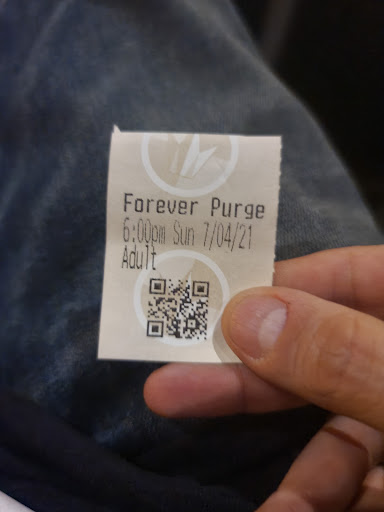 Forever Purge
6:00pm Sun 7/04/21
Adult